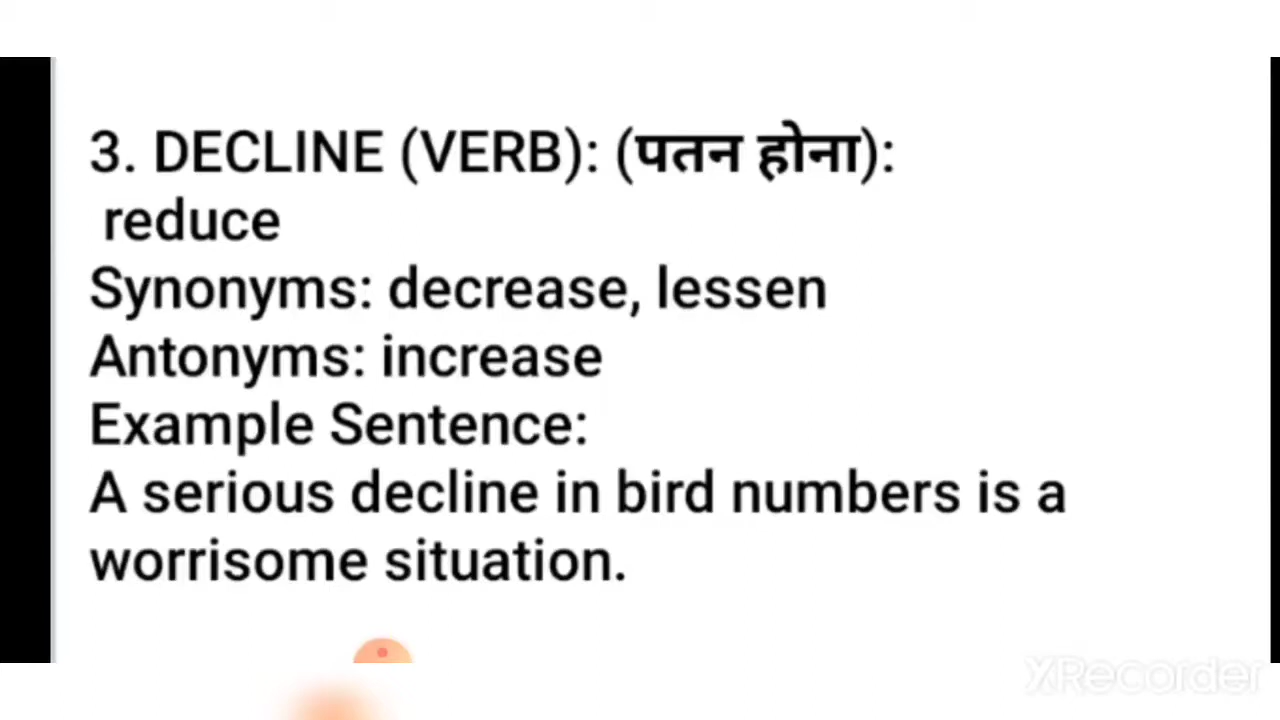 3. DECLINE (VERB): (पतन होना):
reduce
Synonyms: decrease, lessen
Antonyms: increase
Example Sentence:
A serious decline in bird numbers is a
worrisome situation.
XRecorder